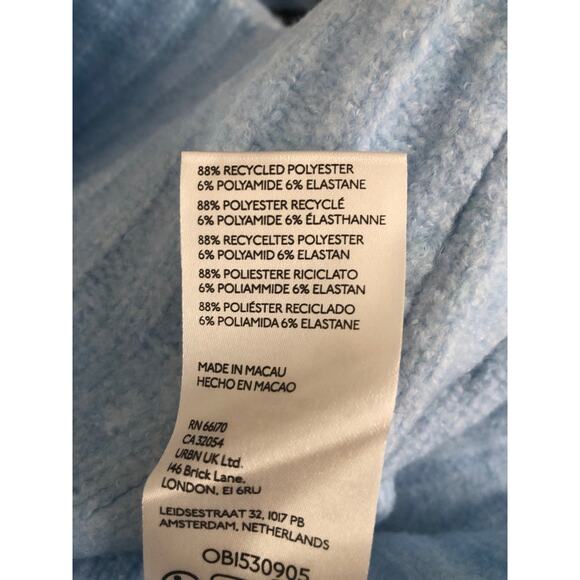 88% RECYCLED POLYESTER
6% POLYAMIDE 6% ELASTANE
88% POLYESTER RECYCLÉ
6% POLYAMIDE 6% ÉLASTHANNE
88% RECYCELTES POLYESTER
6% POLYAMID 6% ELASTAN
88% POLIESTERE RICICLATO
6% POLIAMMIDE 6% ELASTAN
88% POLIÉSTER RECICLADO
6% POLIAMIDA 6% ELASTANE
MADE IN MACAU
HECHO EN MACAO
RN 66170
CA 32054
URBN UK Ltd.
146 Brick Lane.
LONDON, E1 6RU
LEIDSESTRAAT 32, 1017 PB
AMSTERDAM, NETHERLANDS
OB1530905